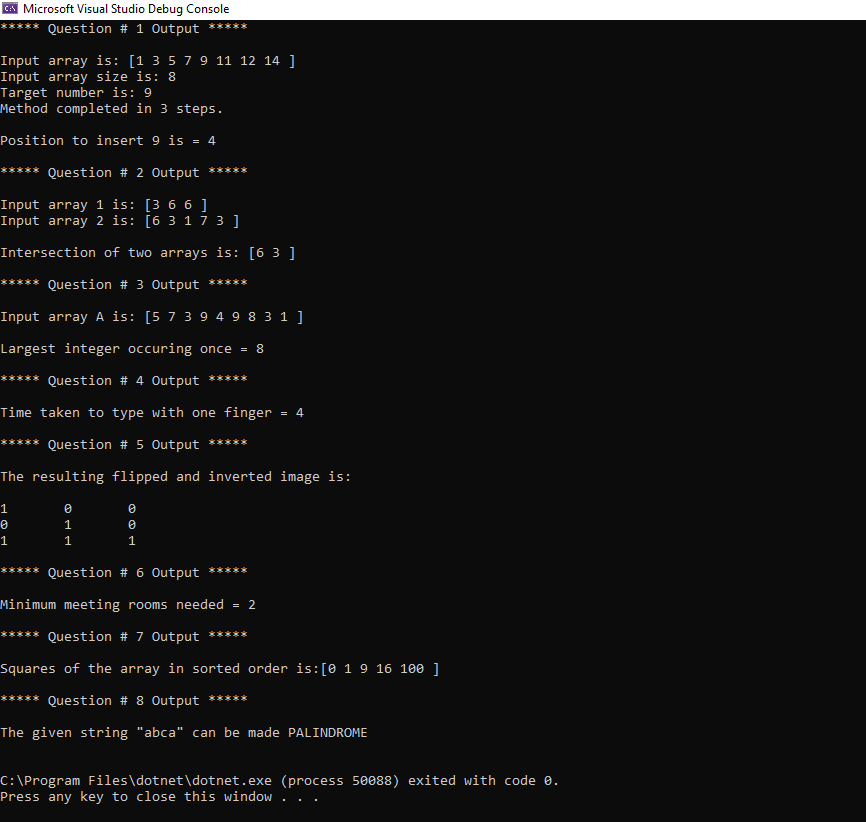 Microsoft Visual Studio Debug Console
***** Question # 1 Output *****
Input array is: [1 3 5 7 9 11 12 14 ]
Input array size is: 8
Target number is: 9
Method completed in 3 steps.
Position to insert 9 is = 4
***** Question # 2 Output *****
Input array 1 is: [3 6 6 ]
Input array 2 is: [6 3 1 7 3 ]
Intersection of two arrays is: [6 3 ]
***** Question # 3 Output *****
Input array A is: [5 7 3 9 4 9 8 3 1 ]
Largest integer occuring once = 8
***** Question # 4 Output *****
Time taken to type with one finger = 4
***** Question # 5 Output *****
The resulting flipped and inverted image is:
1 0 0
0 1 0
1 1 1
***** Question # 6 Output *****
Minimum meeting rooms needed = 2
***** Question # 7 Output *****
Squares of the array in sorted order is:[0 1 9 16 100 ]
***** Question # 8 Output *****
The given string "abca" can be made PALINDROME
C:\Program Files\dotnet\dotnet.exe (process 50088) exited with code 0.
Press any key to close this window . . .